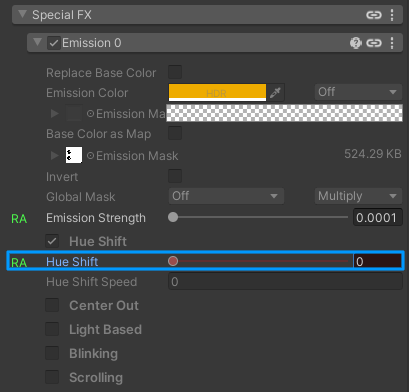 Special FX
Emission 0
Replace Base Color
Emission Color HDR Off
Emission Ma
Base Color as Map
Emission Mask 524.29 KB
Invert
Global Mask Off Multiply
RA Emission Strength 0.0001
Hue Shift
RA Hue Shift 0
Hue Shift Speed 0
Center Out
Light Based
Blinking
Scrolling